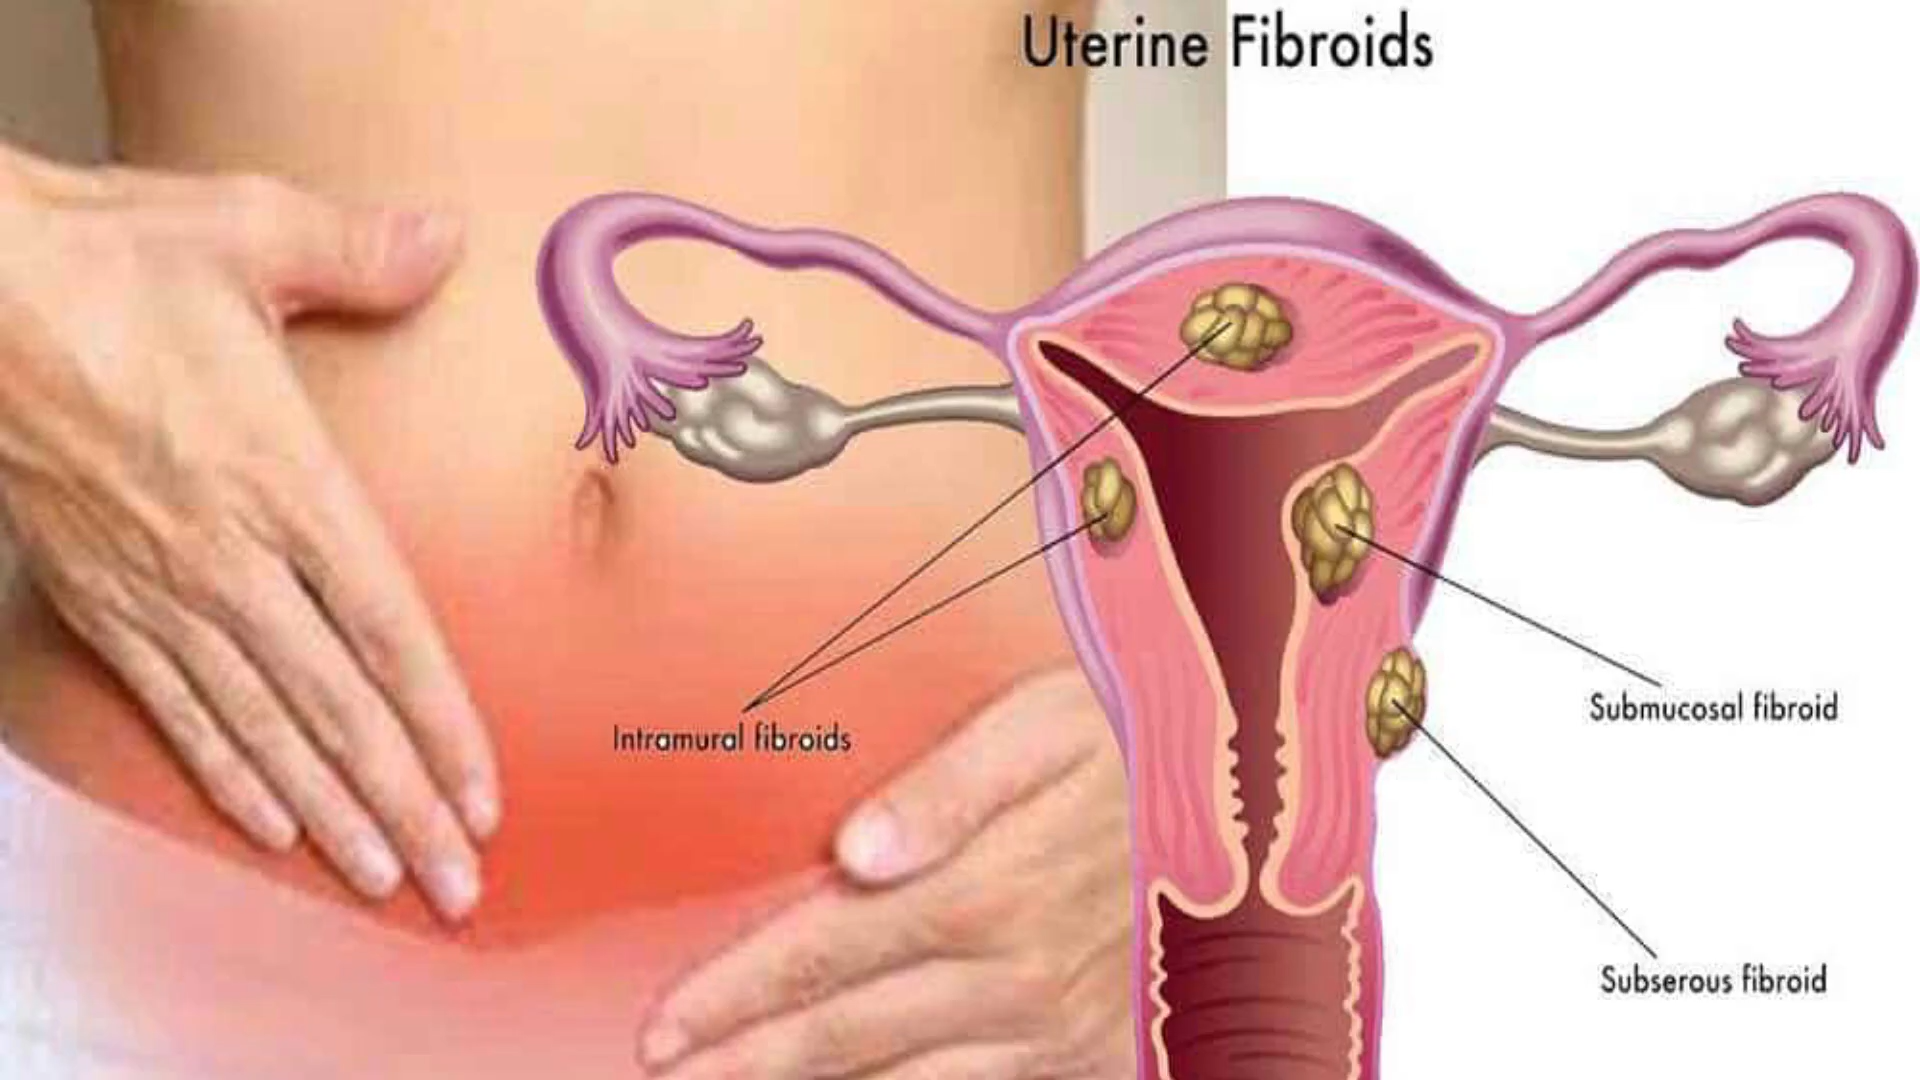 Uterine Fibroids
Intramural fibroids
Submucosal fibroid
Subserous fibroid